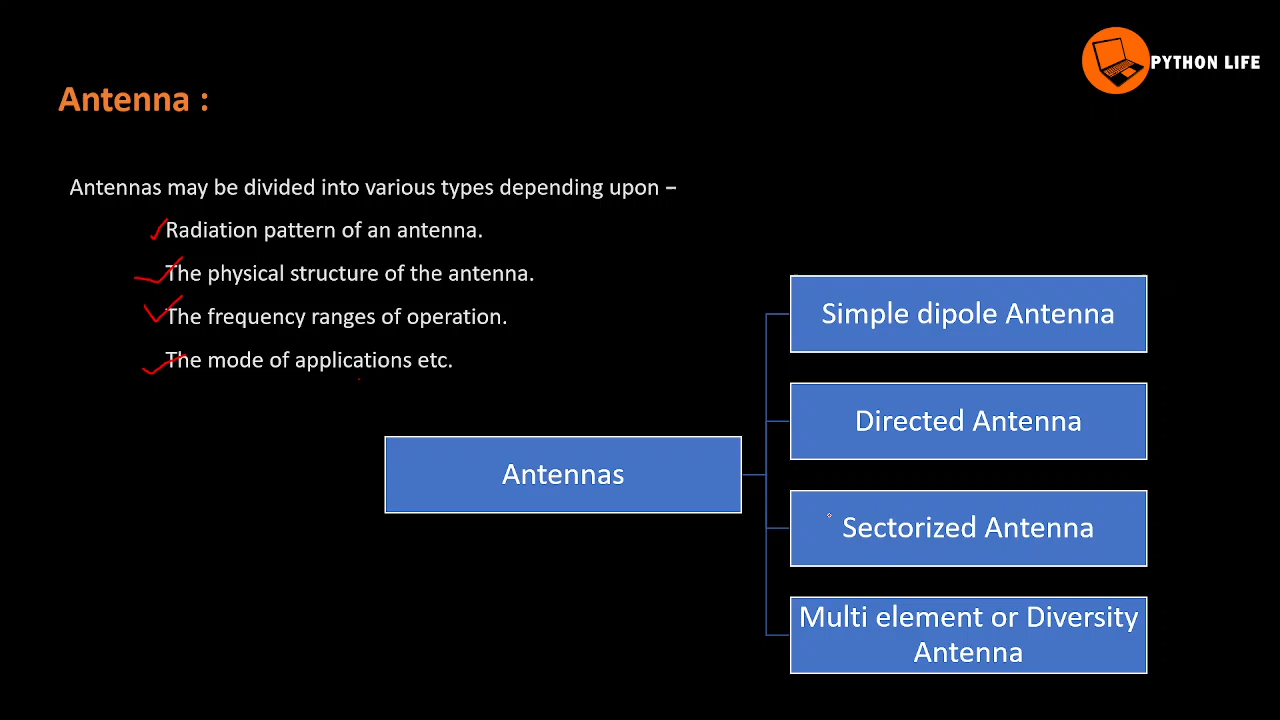 PYTHON LIFE
Antenna :
Antennas may be divided into various types depending upon –
Radiation pattern of an antenna.
The physical structure of the antenna.
The frequency ranges of operation.
The mode of applications etc.
Antennas
Simple dipole Antenna
Directed Antenna
Sectorized Antenna
Multi element or Diversity
Antenna